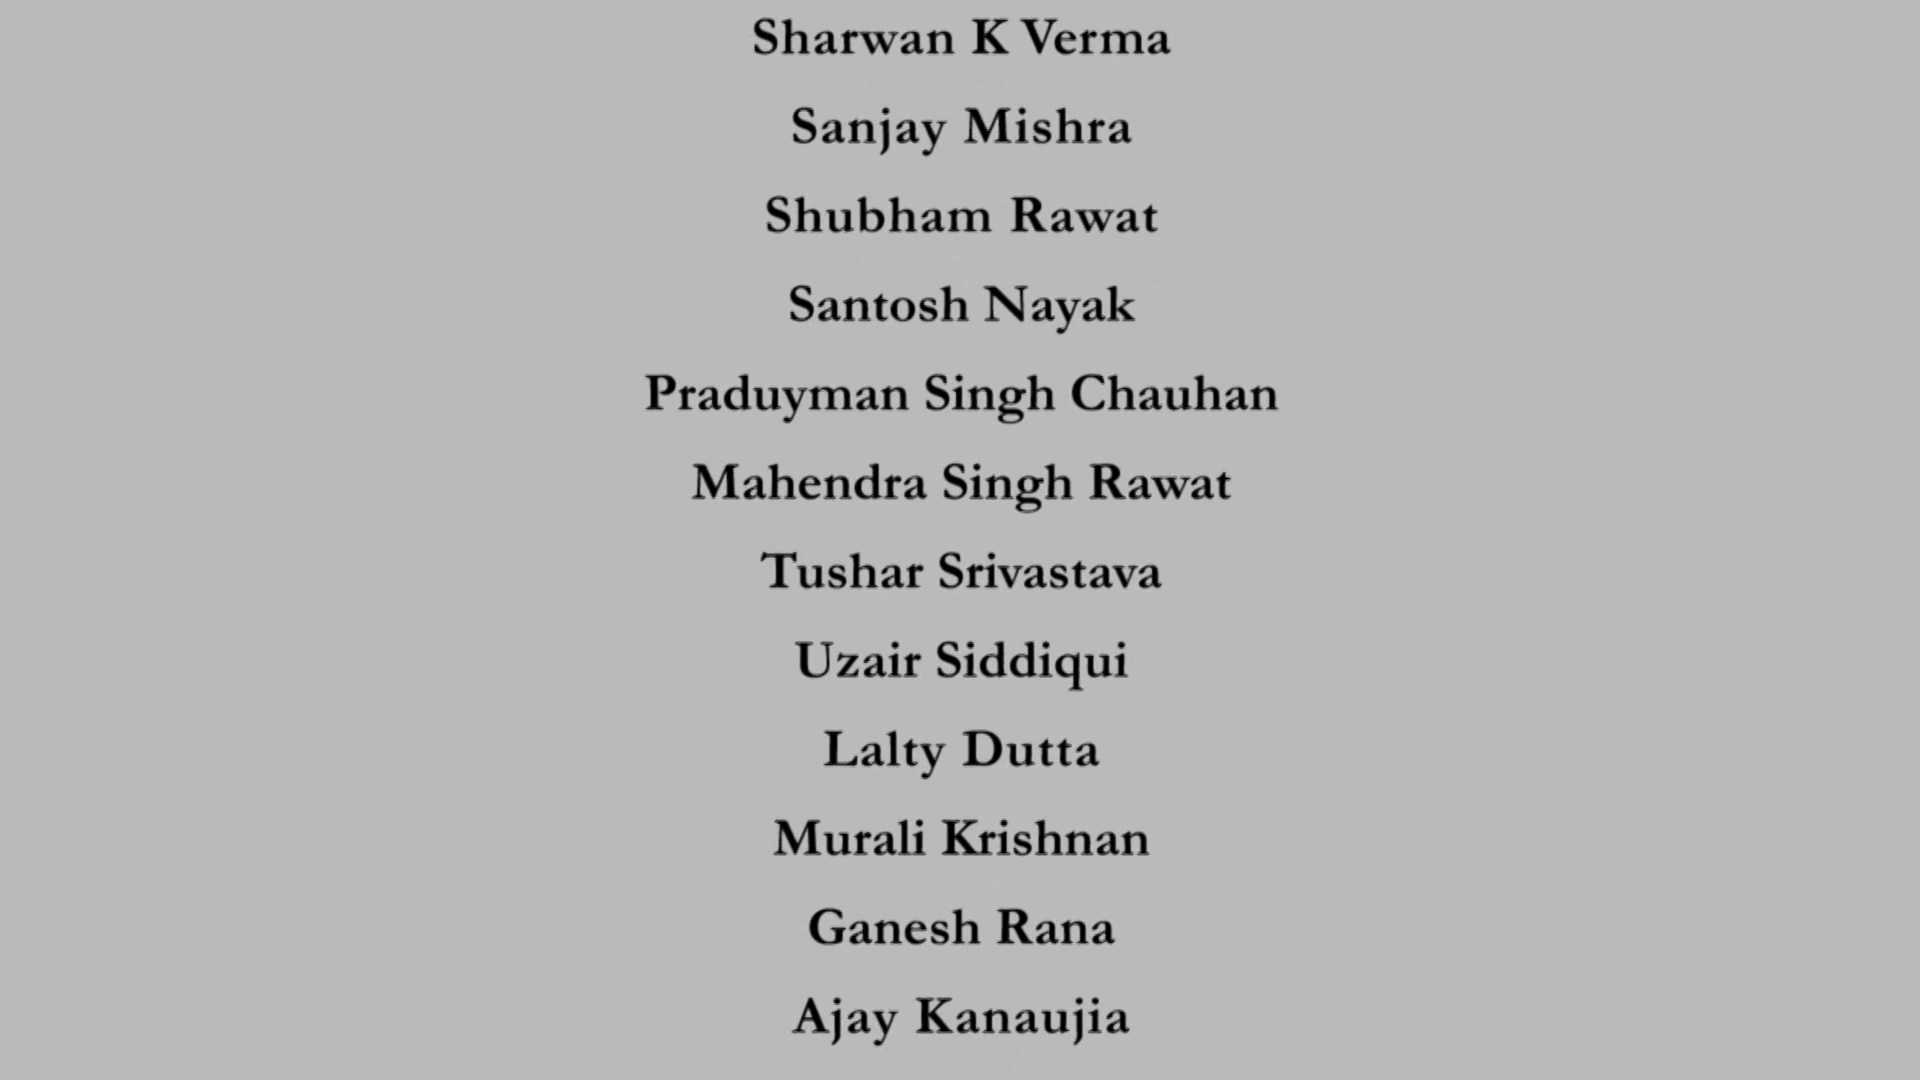 Sharwan K Verma
Sanjay Mishra
Shubham Rawat
Santosh Nayak
Praduyman Singh Chauhan
Mahendra Singh Rawat
Tushar Srivastava
Uzair Siddiqui
Lalty Dutta
Murali Krishnan
Ganesh Rana
Ajay Kanaujia